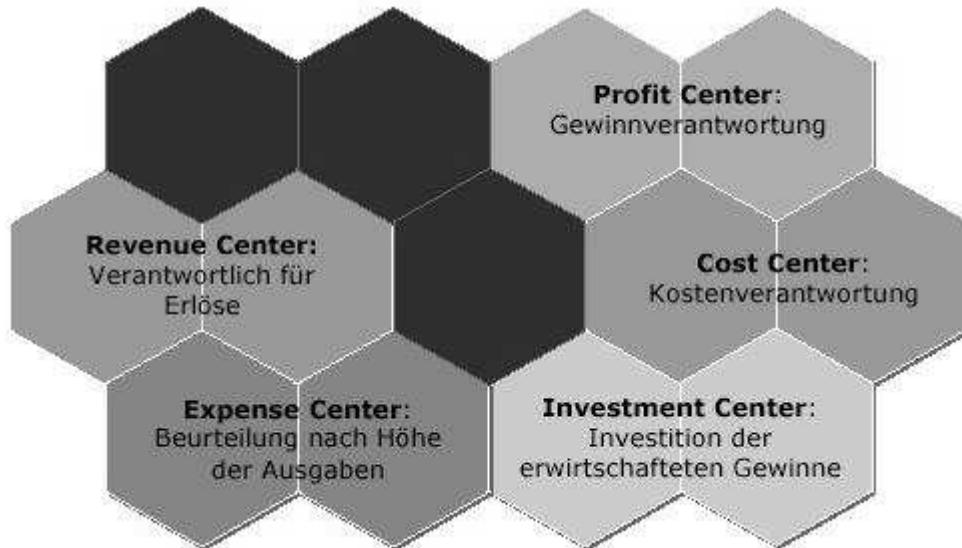 Profit Center:
Gewinnverantwortung
Revenue Center:
Verantwortlich für
Erlöse
Cost Center:
Kostenverantwortung
Expense Center:
Beurteilung nach Höhe
der Ausgaben
Investment Center:
Investition der
erwirtschafteten Gewinne